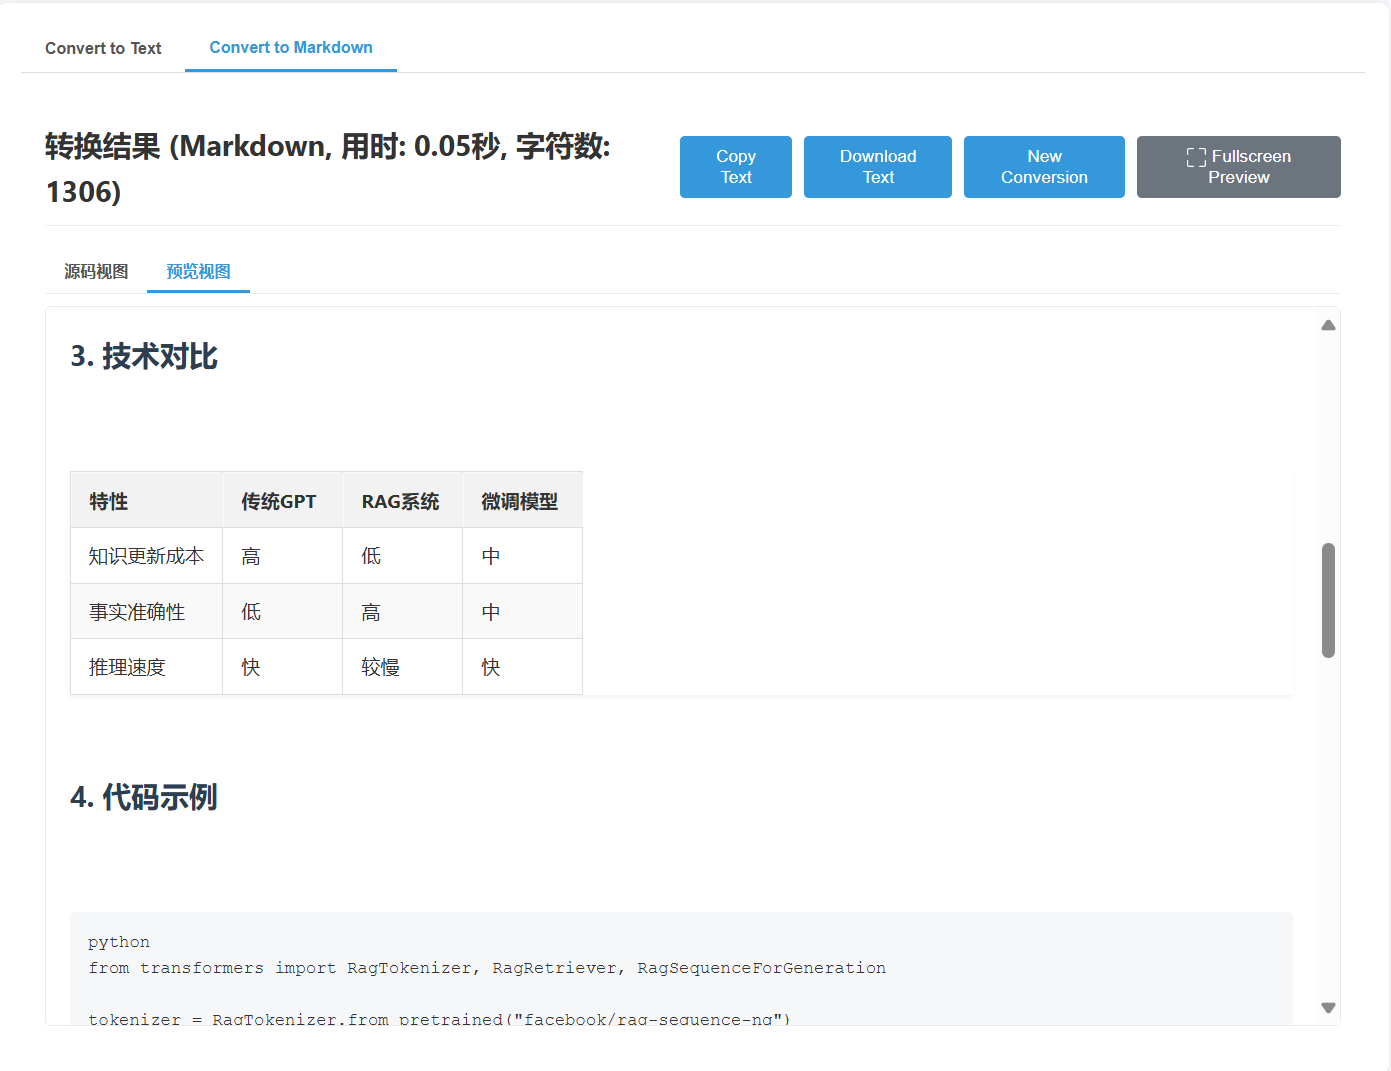 Convert to Text
Convert to Markdown
转换结果 (Markdown, 用时: 0.05秒, 字符数:
1306)
Copy
Text
Download
Text
New
Conversion
Fullscreen
Preview
源码视图
预览视图
3. 技术对比
特性 传统GPT RAG系统 微调模型
知识更新成本 高 低 中
事实准确性 低 高 中
推理速度 快 较慢 快
4. 代码示例
python
from transformers import RagTokenizer, RagRetriever, RagSequenceForGeneration
tokenizer = RagTokenizer.from_pretrained("facebook/rag-sequence-nq")